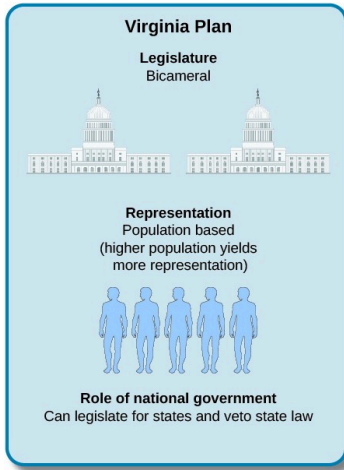 Virginia Plan
Legislature
Bicameral
Representation
Population based
(higher population yields
more representation)
Role of national government
Can legislate for states and veto state law